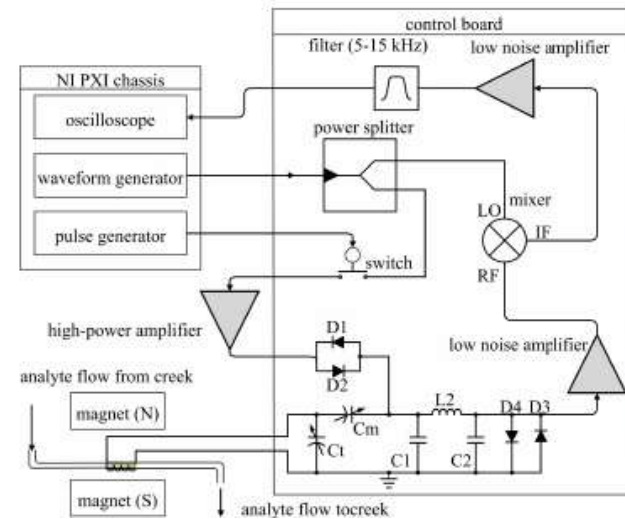 control board
filter (5-15 kHz)
low noise amplifier
NI PXI chassis
oscilloscope
power splitter
waveform generator
mixer
LO
IF
pulse generator
RF
switch
high-power amplifier
D1
D2
low noise amplifier
analyte flow from creek
magnet (N)
L2
D4
D3
Cm
Ct
C1
C2
magnet (S)
analyte flow tocreek